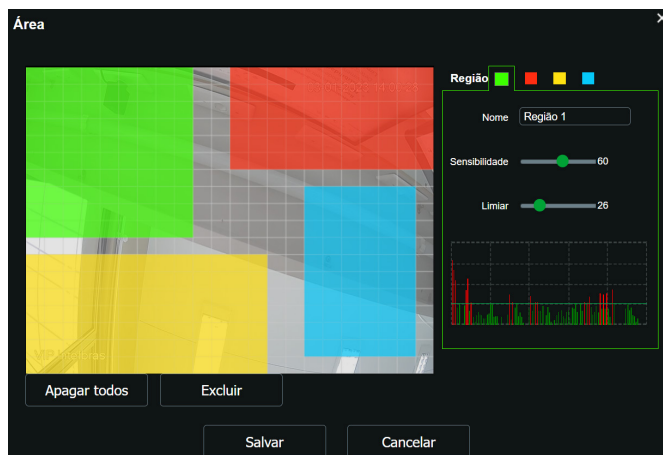 Área
Região
Nome Região 1
Sensibilidade 60
Limiar 26
Apagar todos Excluir
Salvar Cancelar